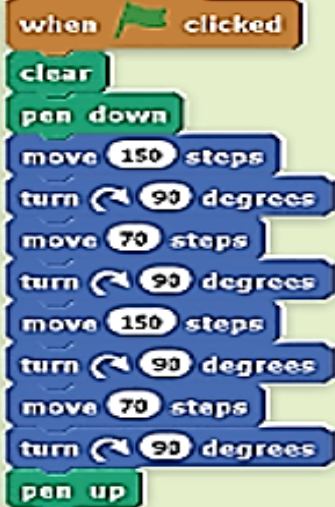 when clicked
clear
pen down
move 150 steps
turn 90 degrees
move 70 steps
turn 90 degrees
move 150 steps
turn 90 degrees
move 70 steps
turn 90 degrees
pen up